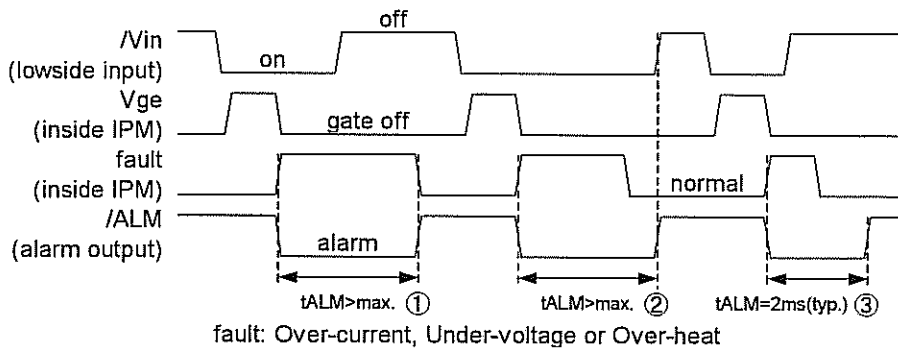 off
/Vin
on
(lowside input)
Vge
(inside IPM)
gate off
fault
(inside IPM)
normal
/ALM
(alarm output)
alarm
tALM>max. ①
tALM>max. ②
tALM=2ms(typ.) ③
fault: Over-current, Under-voltage or Over-heat